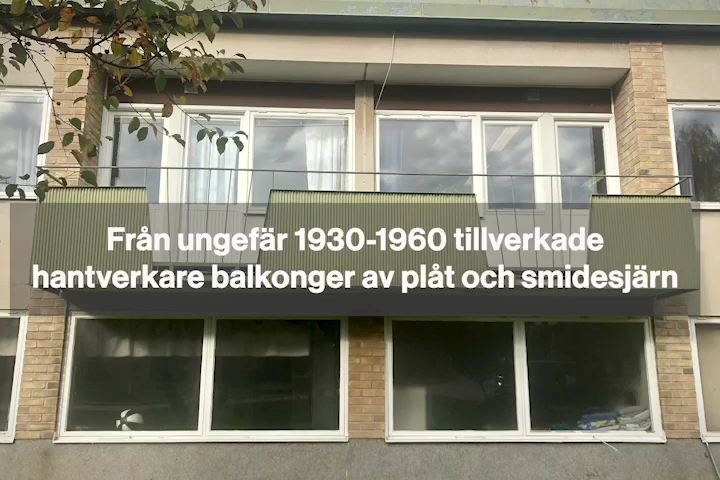 Från ungefär 1930-1960 tillverkade
hantverkare balkonger av plåt och smidesjärn